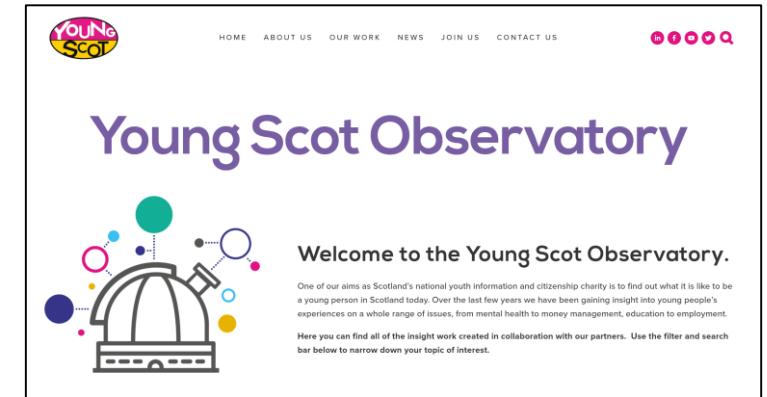 YOUNG
SCOT
HOME ABOUT US OUR WORK NEWS JOIN US CONTACT US
Young Scot Observatory
Welcome to the Young Scot Observatory.
One of our aims as Scotland's national youth information and citizenship charity is to find out what it is like to be
a young person in Scotland today. Over the last few years we have been gaining insight into young people's
experiences on a whole range of issues, from mental health to money management, education to employment.
Here you can find all of the insight work created in collaboration with our partners. Use the filter and search
bar below to narrow down your topic of interest.